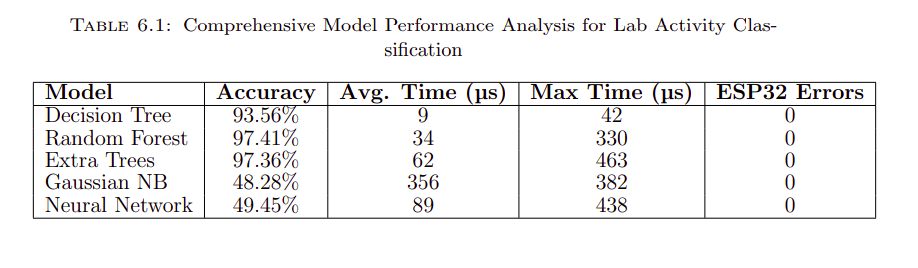 TABLE 6.1: Comprehensive Model Performance Analysis for Lab Activity Clas-
sification
Model Accuracy Avg. Time (µs) Max Time (µs) ESP32 Errors
Decision Tree 93.56% 9 42 0
Random Forest 97.41% 34 330 0
Extra Trees 97.36% 62 463 0
Gaussian NB 48.28% 356 382 0
Neural Network 49.45% 89 438 0